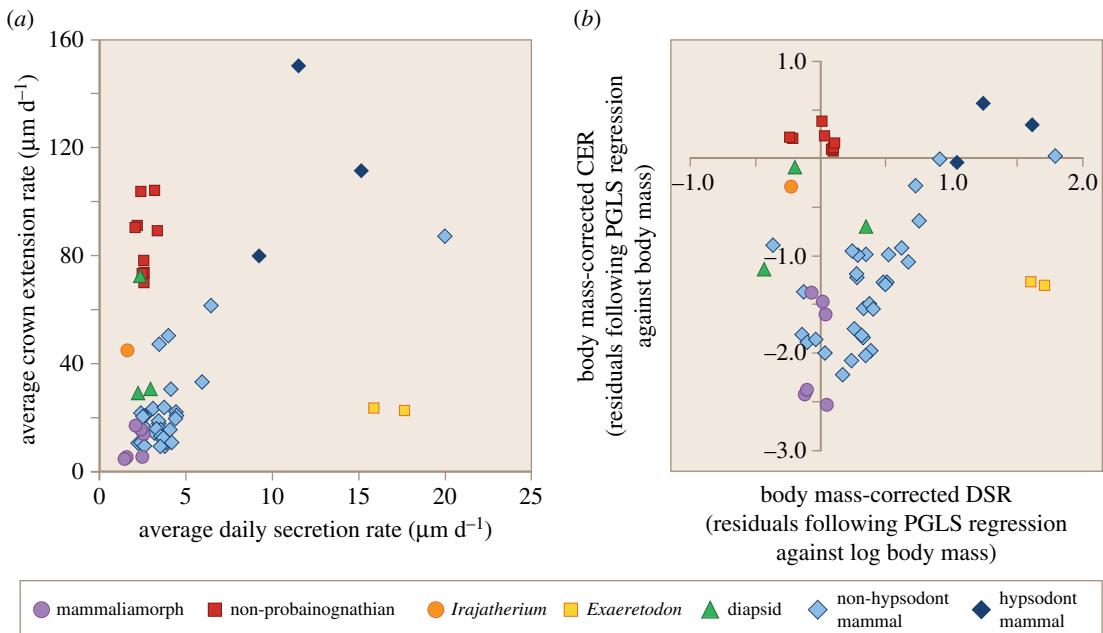 (a)
160
120
80
40
0
0
5
10
15
20
25
average crown extension rate (µm d–1)
average daily secretion rate (µm d–1)
(b)
1.0
–1.0
1.0
2.0
–1.0
–2.0
–3.0
body mass-corrected CER
(residuals following PGLS regression
against body mass)
body mass-corrected DSR
(residuals following PGLS regression
against log body mass)
mammaliamorph
non-probainognathian
Irajatherium
Exaeretodon
diapsid
non-hypsodont
mammal
hypsodont
mammal